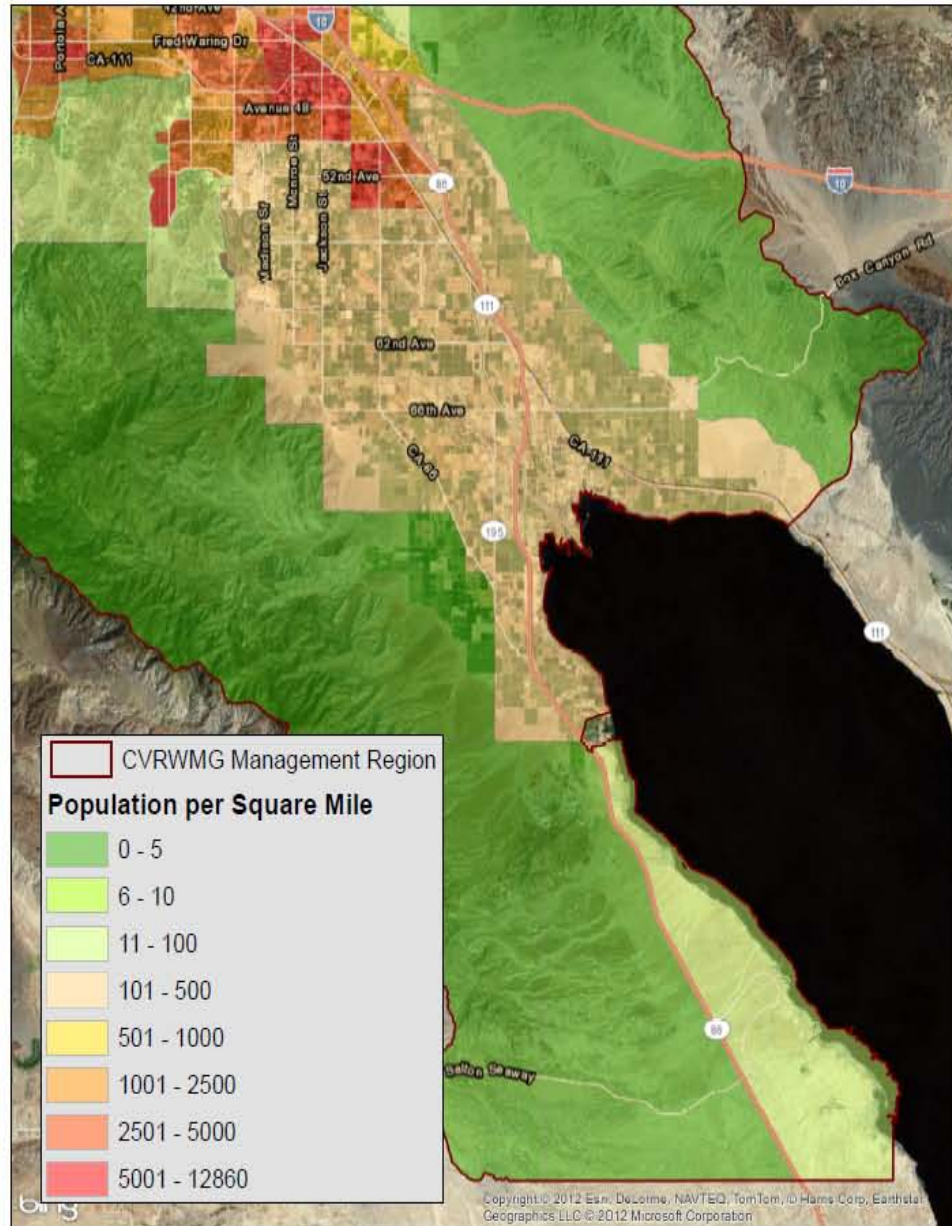 42nd Ave
10
Fred Waring Dr
CA-111
Avenue 48
Monroe St
52nd Ave
86
10
Madison St
Jackson St
Box Canyon Rd
111
62nd Ave
66th Ave
CA-111
195
111
CVRWMG Management Region
Population per Square Mile
0 - 5
6 - 10
11 - 100
101 - 500
501 - 1000
1001 - 2500
2501 - 5000
5001 - 12860
86
Salton Seaway
bing
Copyright:© 2012 Esri, DeLorme, NAVTEQ, TomTom, © Harris Corp, Earthstar
Geographics LLC © 2012 Microsoft Corporation